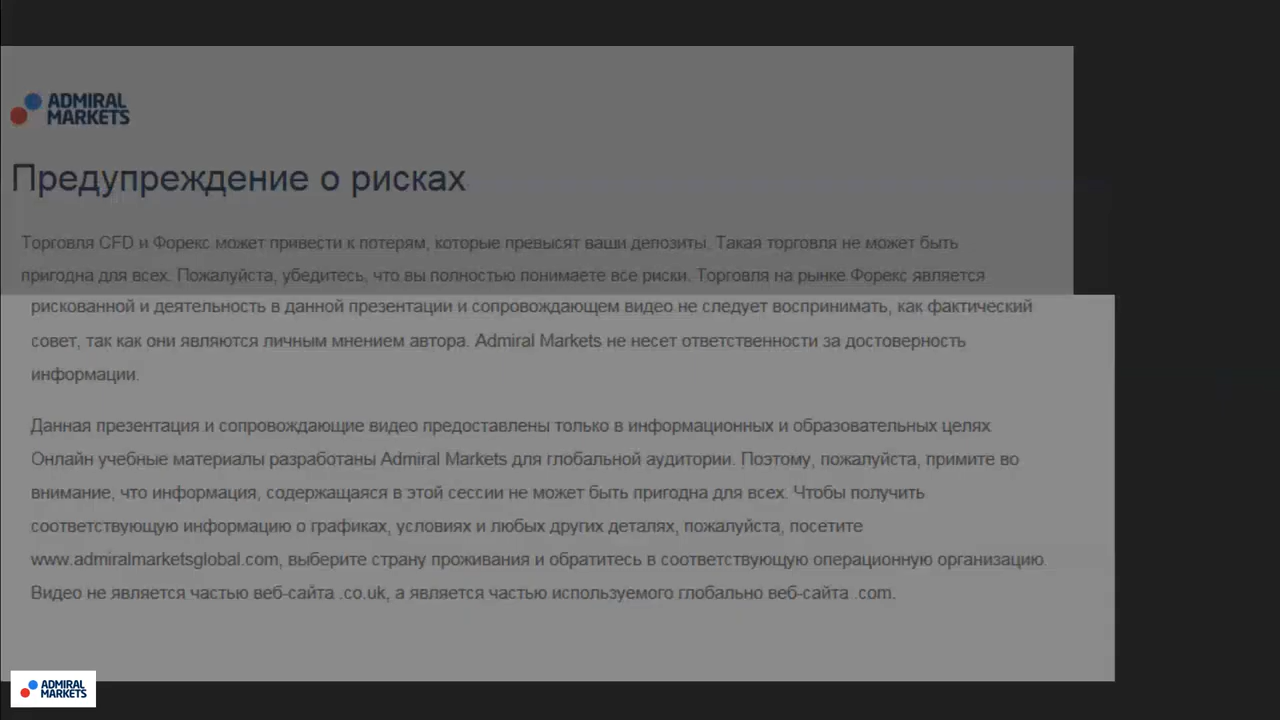 ADMIRAL
MARKETS
Предупреждение о рисках
Торговля CFD и Форекс может привести к потерям, которые превысят ваши депозиты. Такая торговля не может быть
пригодна для всех. Пожалуйста, убедитесь, что вы полностью понимаете все риски. Торговля на рынке Форекс является
рискованной и деятельность в данной презентации и сопровождающем видео не следует воспринимать, как фактический
совет, так как они являются личным мнением автора. Admiral Markets не несет ответственности за достоверность
информации.
Данная презентация и сопровождающие видео предоставлены только в информационных и образовательных целях
Онлайн учебные материалы разработаны Admiral Markets для глобальной аудитории. Поэтому, пожалуйста, примите во
внимание, что информация, содержащаяся в этой сессии не может быть пригодна для всех. Чтобы получить
соответствующую информацию о графиках, условиях и любых других деталях, пожалуйста, посетите
www.admiralmarketsglobal.com, выберите страну проживания и обратитесь в соответствующую операционную организацию.
Видео не является частью веб-сайта .co.uk, а является частью используемого глобально веб-сайта .com.
ADMIRAL
MARKETS